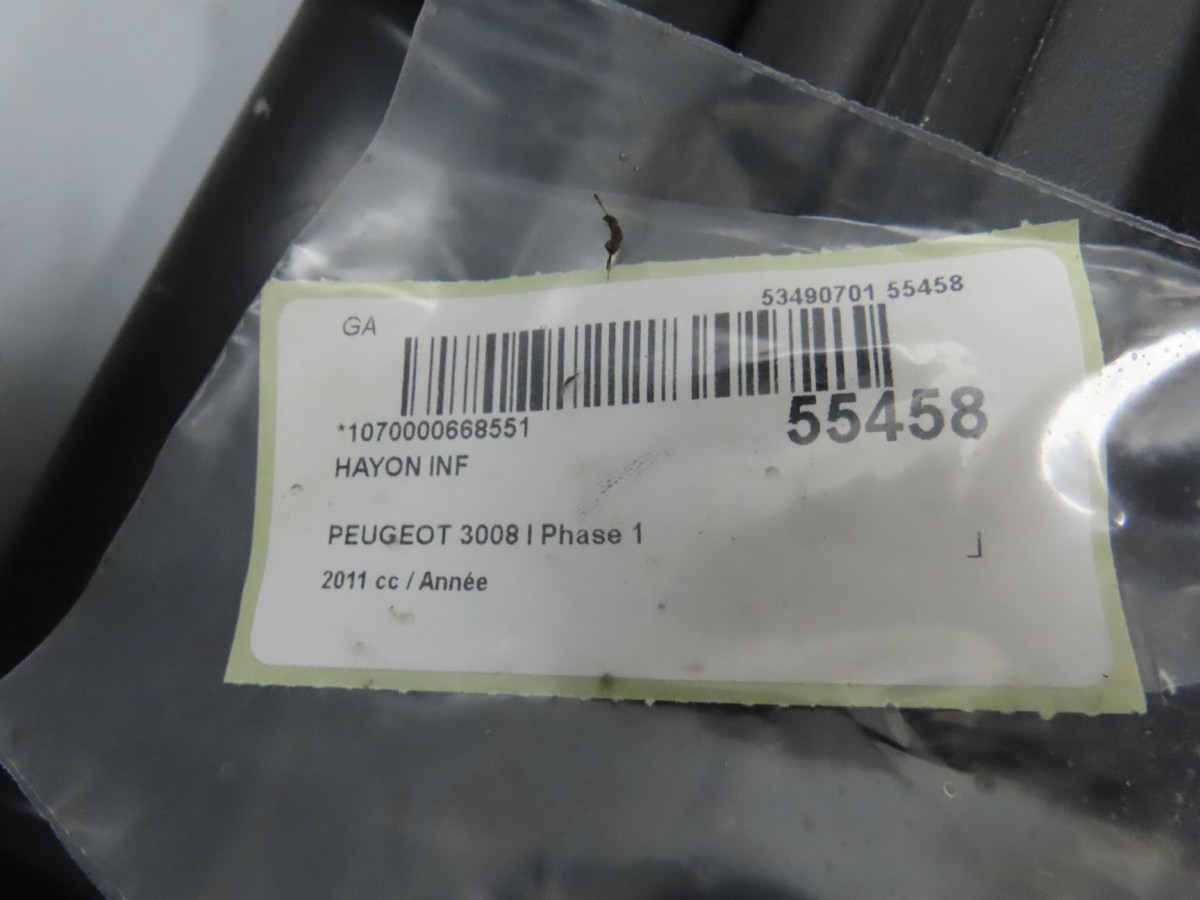 GA
53490701 55458
*1070000668551
55458
HAYON INF
PEUGEOT 3008 I Phase 1
2011 cc / Année